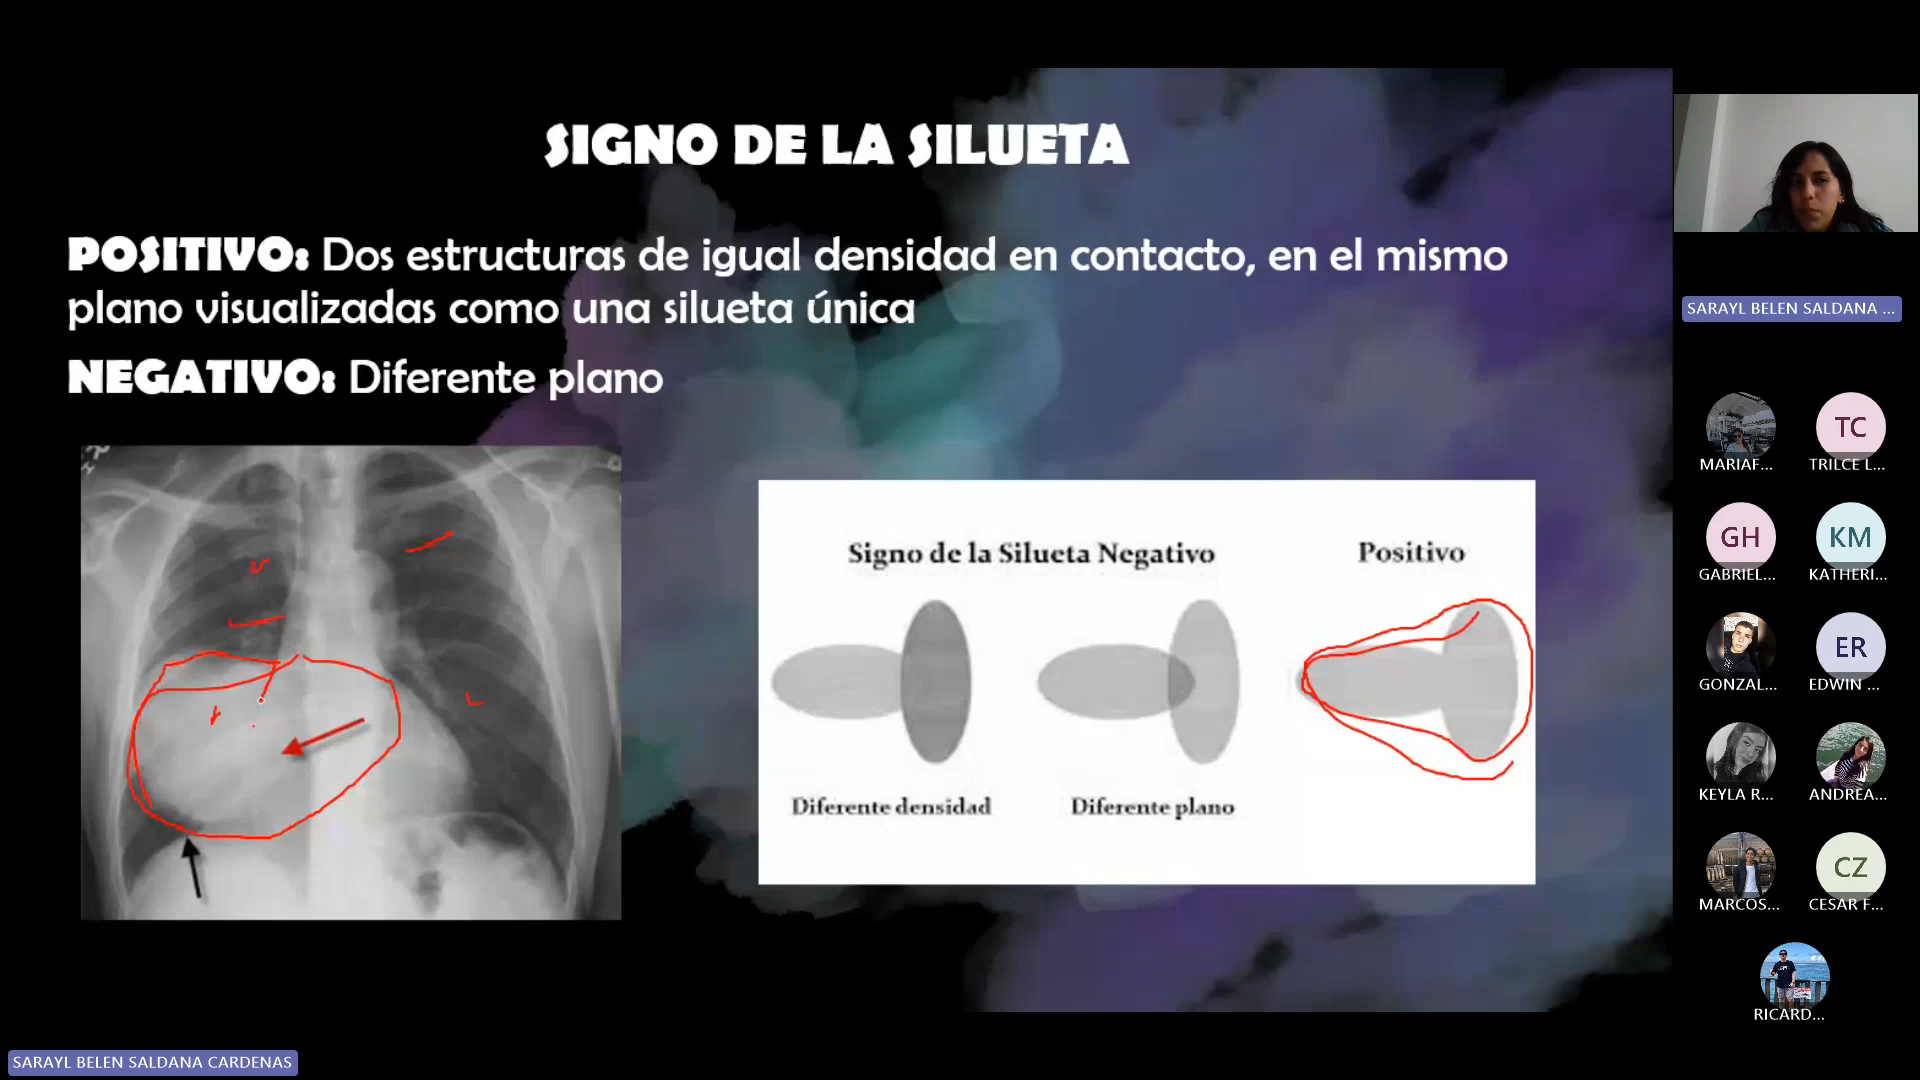 SIGNO DE LA SILUETA
POSITIVO: Dos estructuras de igual densidad en contacto, en el mismo
plano visualizadas como una silueta única
NEGATIVO: Diferente plano
Signo de la Silueta Negativo
Positivo
Diferente densidad
Diferente plano
SARAYL BELEN SALDANA ...
MARIAF...
TC
TRILCE L...
GH
GABRIEL...
KM
KATHERI...
GONZAL...
ER
EDWIN ...
KEYLA R...
ANDREA...
MARCOS...
CZ
CESAR F...
RICARD...
SARAYL BELEN SALDANA CARDENAS